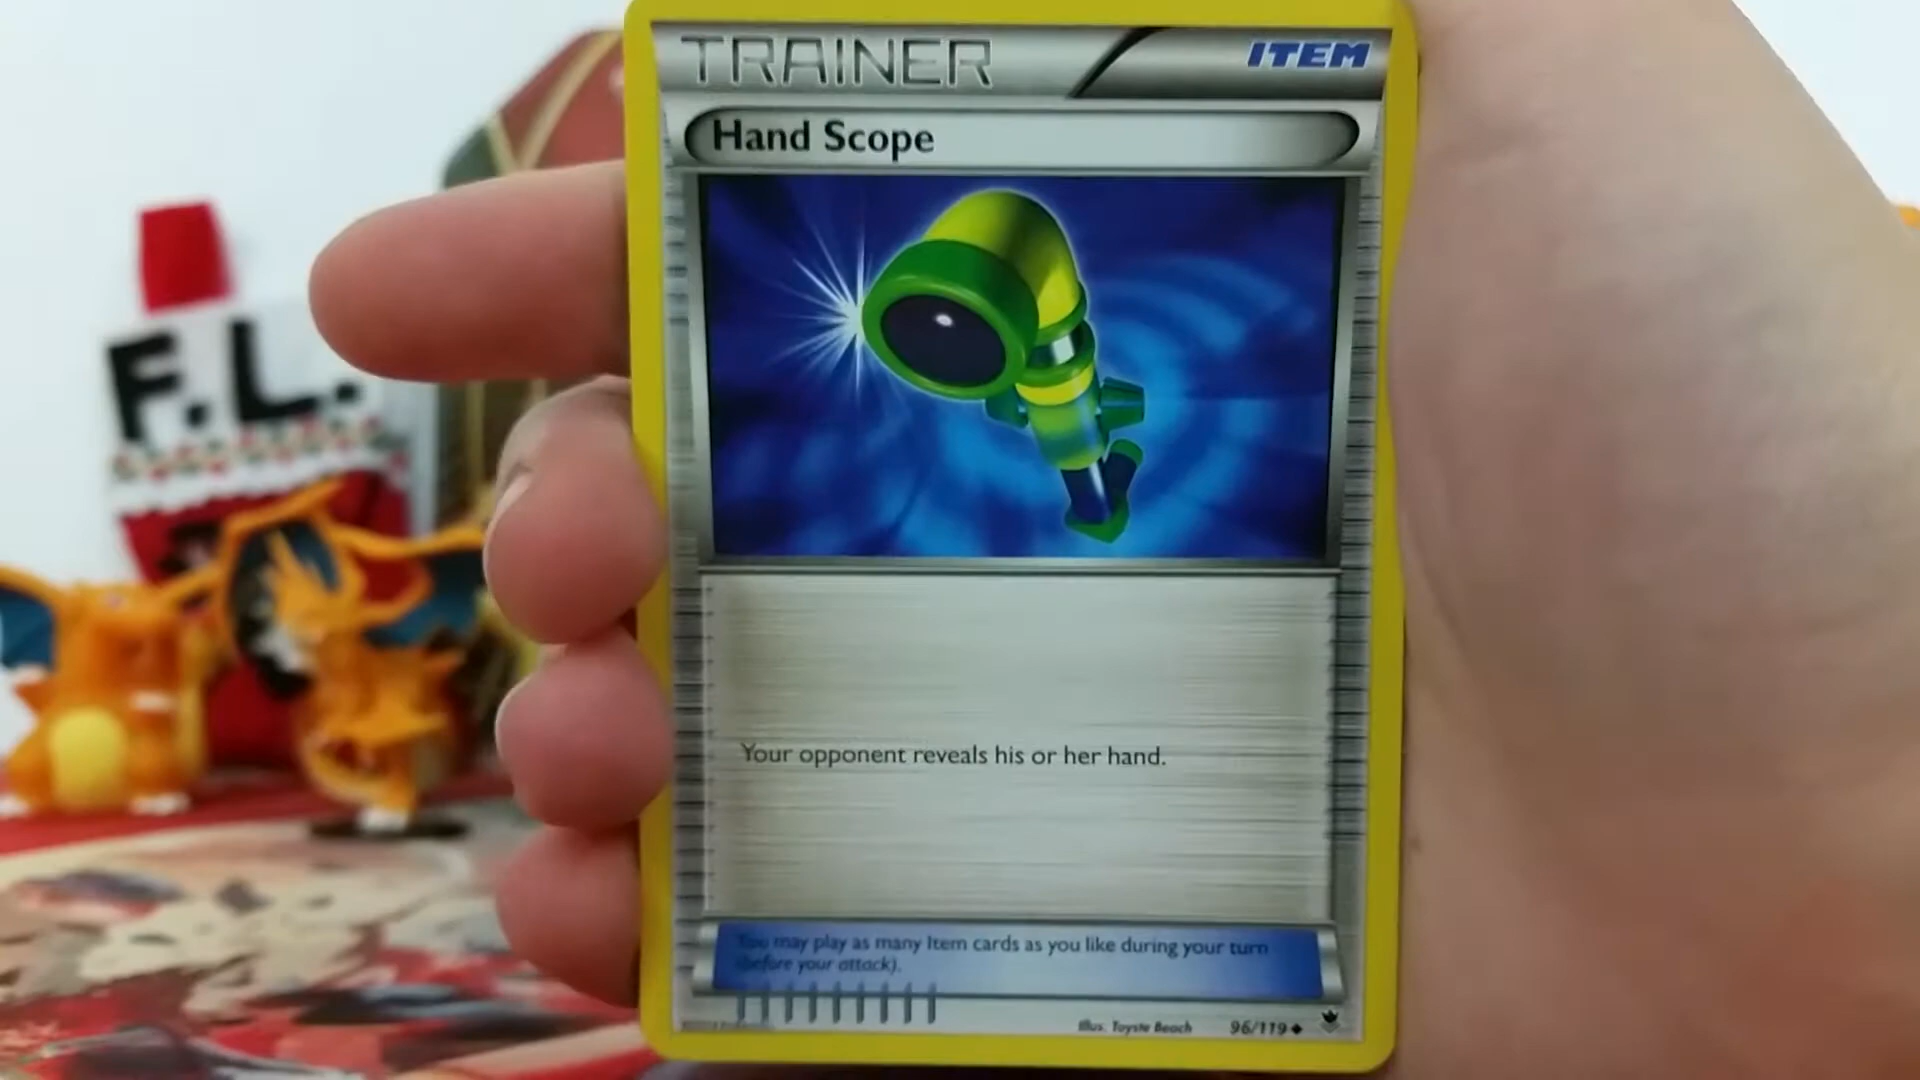 TRAINER
ITEM
Hand Scope
F.L.
Your opponent reveals his or her hand.
You may play as many Item cards as you like during your turn
(before your attack).
Illus. Toyste Beach
96/119